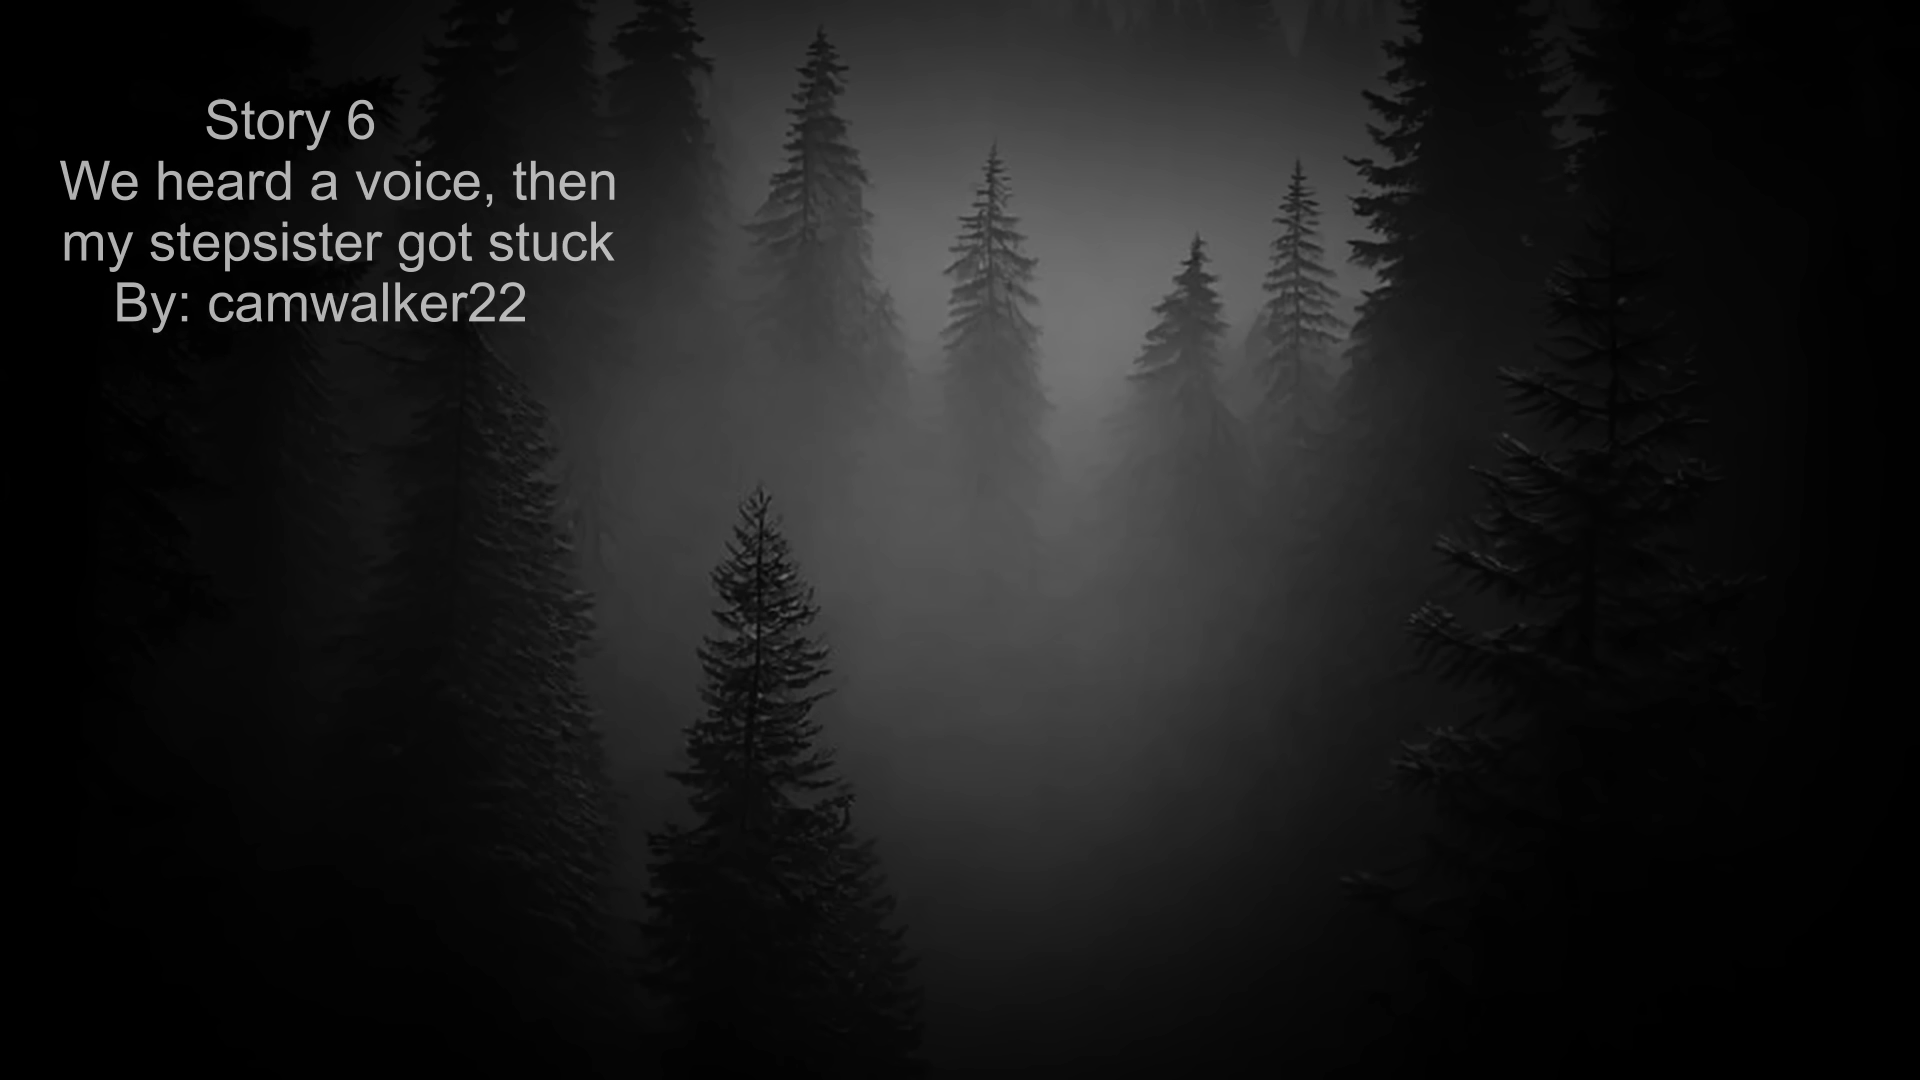 Story 6
We heard a voice, then
my stepsister got stuck
By: camwalker22